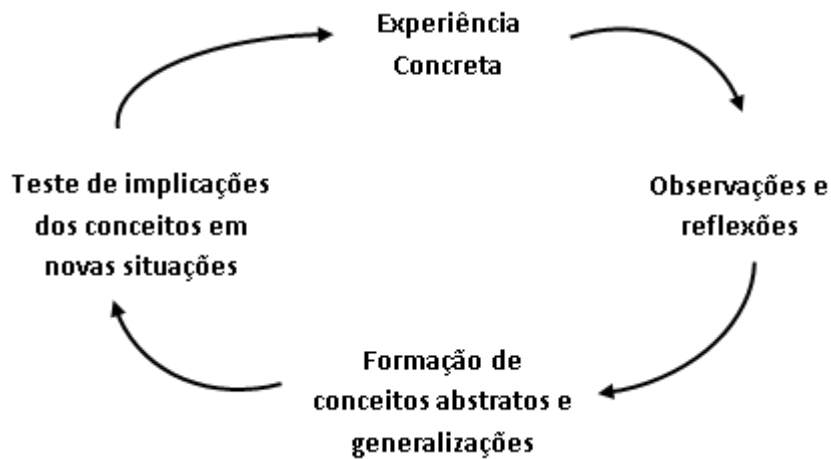 Experiência
Concreta
Observações e
reflexões
Formação de
conceitos abstratos e
generalizações
Teste de implicações
dos conceitos em
novas situações